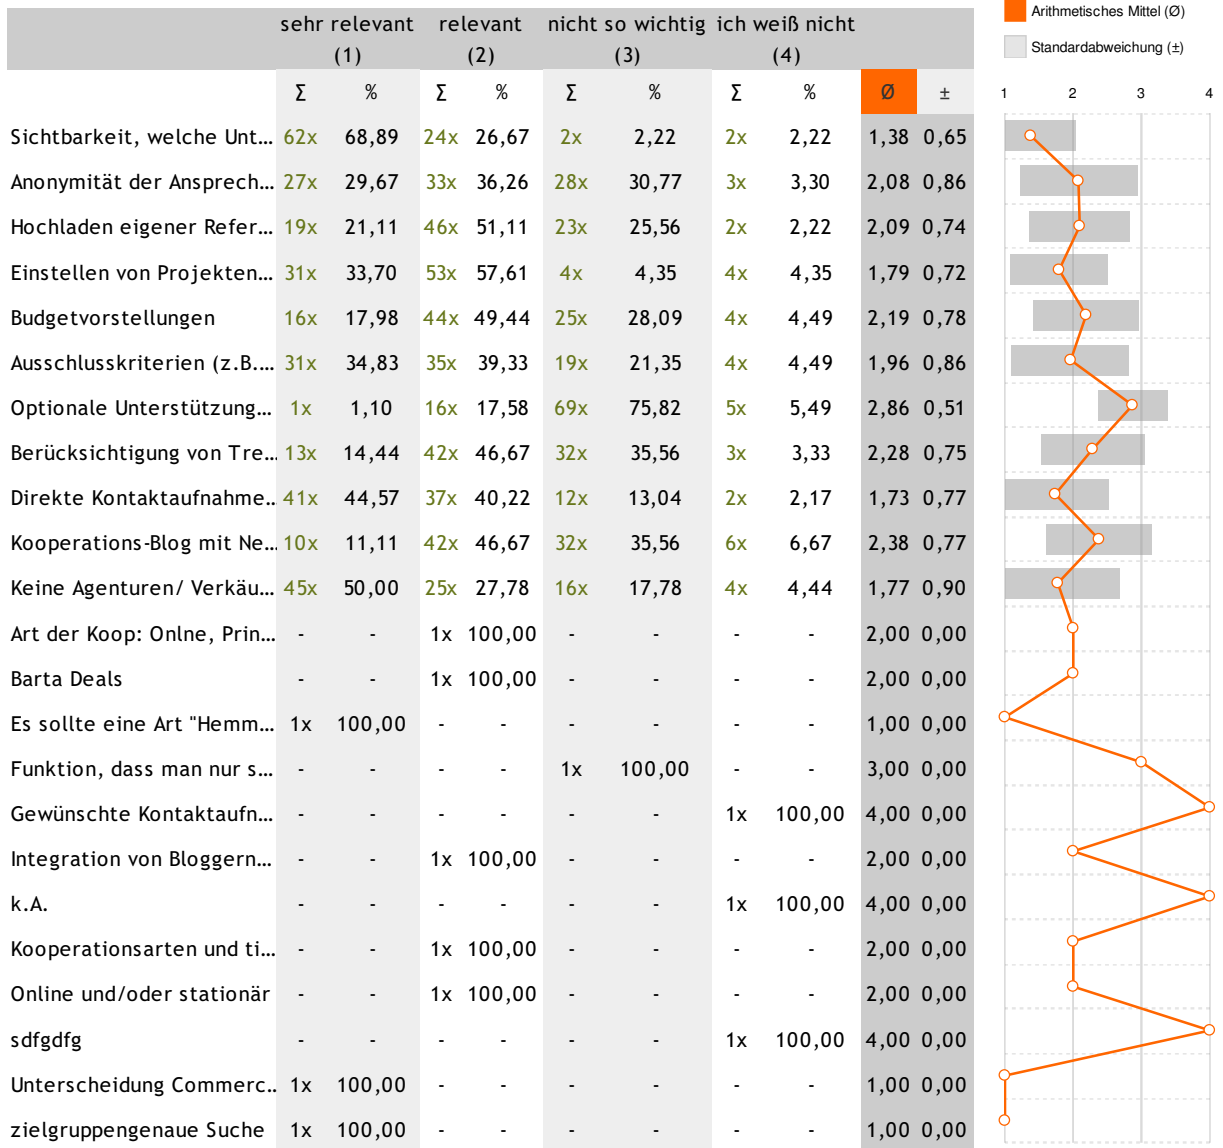 sehr relevant relevant nicht so wichtig ich weiß nicht
(1) (2) (3) (4)
Arithmetisches Mittel (Ø)
Standardabweichung (±)
Σ % Σ % Σ % Σ % Ø ± 1 2 3 4
Sichtbarkeit, welche Unt... 62x 68,89 24x 26,67 2x 2,22 2x 2,22 1,38 0,65
Anonymität der Ansprech... 27x 29,67 33x 36,26 28x 30,77 3x 3,30 2,08 0,86
Hochladen eigener Refer... 19x 21,11 46x 51,11 23x 25,56 2x 2,22 2,09 0,74
Einstellen von Projekten... 31x 33,70 53x 57,61 4x 4,35 4x 4,35 1,79 0,72
Budgetvorstellungen 16x 17,98 44x 49,44 25x 28,09 4x 4,49 2,19 0,78
Ausschlusskriterien (z.B.... 31x 34,83 35x 39,33 19x 21,35 4x 4,49 1,96 0,86
Optionale Unterstützung... 1x 1,10 16x 17,58 69x 75,82 5x 5,49 2,86 0,51
Berücksichtigung von Tre... 13x 14,44 42x 46,67 32x 35,56 3x 3,33 2,28 0,75
Direkte Kontaktaufnahme... 41x 44,57 37x 40,22 12x 13,04 2x 2,17 1,73 0,77
Kooperations-Blog mit Ne... 10x 11,11 42x 46,67 32x 35,56 6x 6,67 2,38 0,77
Keine Agenturen/ Verkäu... 45x 50,00 25x 27,78 16x 17,78 4x 4,44 1,77 0,90
Art der Koop: Onlne, Prin... - - 1x 100,00 - - - - 2,00 0,00
Barta Deals - - 1x 100,00 - - - - 2,00 0,00
Es sollte eine Art "Hemm... 1x 100,00 - - - - - - 1,00 0,00
Funktion, dass man nur s... - - - - 1x 100,00 - - 3,00 0,00
Gewünschte Kontaktaufn... - - - - - - 1x 100,00 4,00 0,00
Integration von Bloggern... - - 1x 100,00 - - - - 2,00 0,00
k.A. - - - - - - 1x 100,00 4,00 0,00
Kooperationsarten und ti... - - 1x 100,00 - - - - 2,00 0,00
Online und/oder stationär - - 1x 100,00 - - - - 2,00 0,00
sdfgdfg - - - - - - 1x 100,00 4,00 0,00
Unterscheidung Commerc... 1x 100,00 - - - - - - 1,00 0,00
zielgruppengenaue Suche 1x 100,00 - - - - - - 1,00 0,00